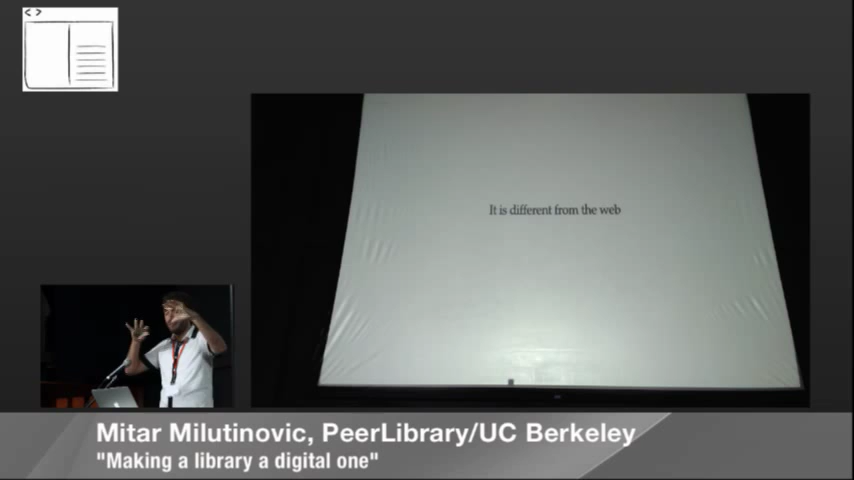 < >
It is different from the web
Mitar Milutinovic, PeerLibrary/UC Berkeley
"Making a library a digital one"